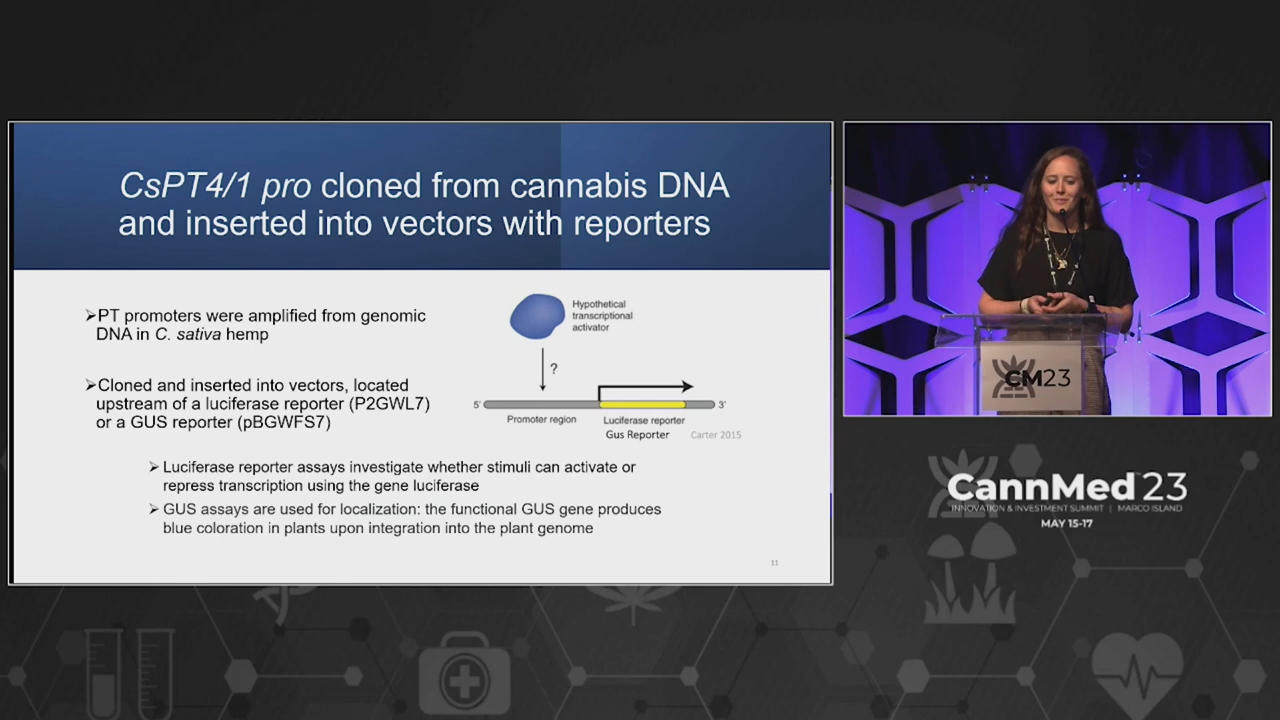 CsPT4/1 pro cloned from cannabis DNA
and inserted into vectors with reporters
➢PT promoters were amplified from genomic
DNA in C. sativa hemp
➢Cloned and inserted into vectors, located
upstream of a luciferase reporter (P2GWL7)
or a GUS reporter (pBGWFS7)
Hypothetical
transcriptional
activator
?
5'
3'
Promoter region
Luciferase reporter
Gus Reporter
Carter 2015
➢ Luciferase reporter assays investigate whether stimuli can activate or
repress transcription using the gene luciferase
➢ GUS assays are used for localization: the functional GUS gene produces
blue coloration in plants upon integration into the plant genome
11
CM23
CannMed 23
INNOVATION & INVESTMENT SUMMIT | MARCO ISLAND
MAY 15-17